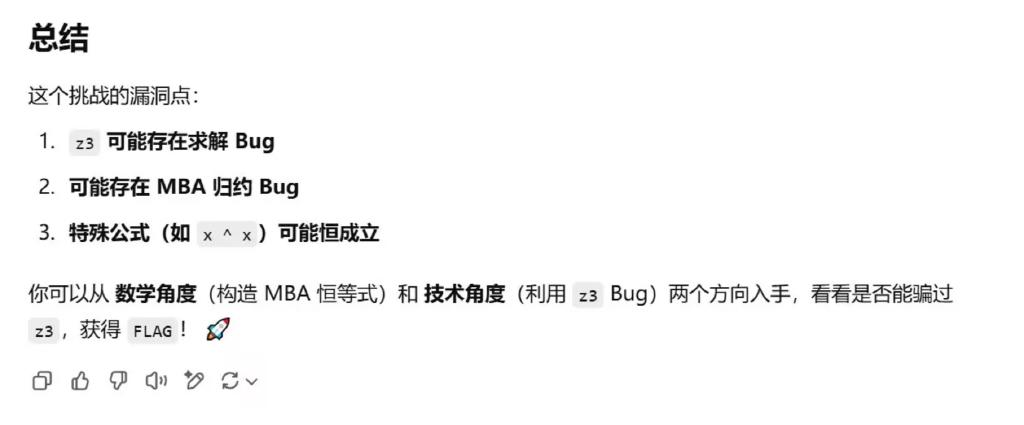 总结
这个挑战的漏洞点：
1. z3 可能存在求解 Bug
2. 可能存在 MBA 归约 Bug
3. 特殊公式（如 x ^ x）可能恒成立
你可以从 数学角度（构造 MBA 恒等式）和 技术角度（利用 z3 Bug）两个方向入手，看看是否能骗过
z3，获得 FLAG！ 🚀